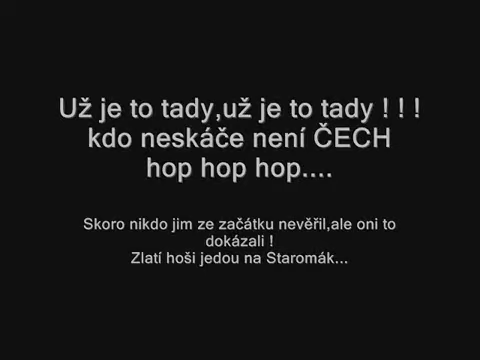 Už je to tady,už je to tady ! ! !
kdo neskáče není ČECH
hop hop hop....
Skoro nikdo jim ze začátku nevěřil,ale oni to
dokázali !
Zlatí hoši jedou na Staromák...